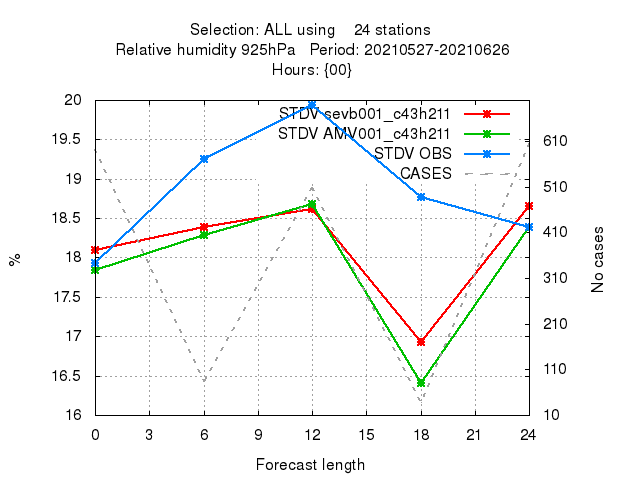 Selection: ALL using    24 stations
Relative humidity 925hPa   Period: 20210527-20210626
Hours: {00}
STDV sevb001_c43h211
STDV AMV001_c43h211
STDV OBS
CASES
20
19.5
19
18.5
18
17.5
17
16.5
16
%
610
510
410
310
210
110
10
No cases
0 3 6 9 12 15 18 21 24
Forecast length